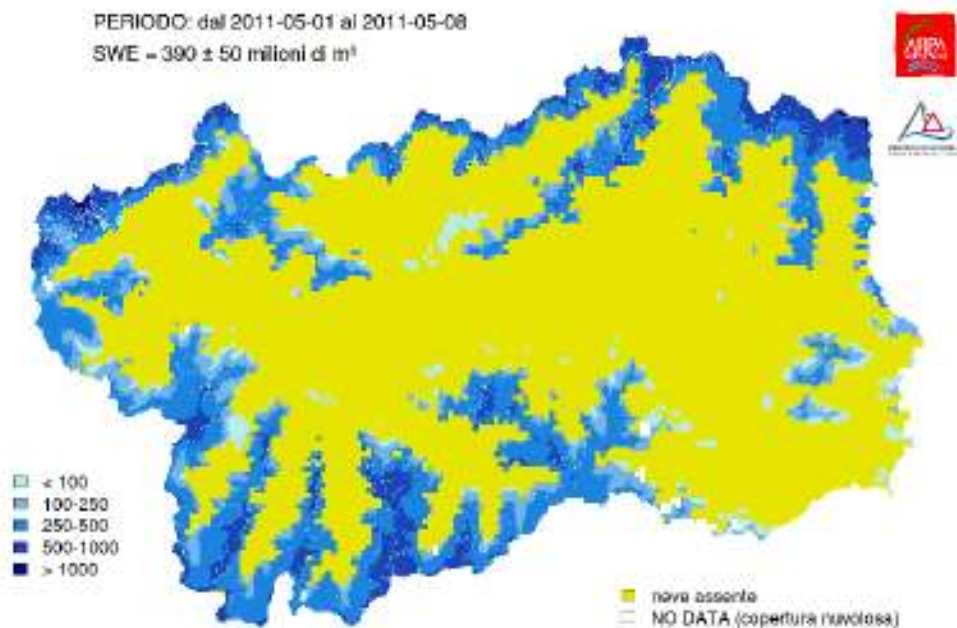 PERIODO: dal 2011-05-01 al 2011-05-08
SWE = 390 ± 50 milioni di m³
ARPA
< 100
100-250
250-500
500-1000
> 1000
neve assente
NO DATA (copertura nuvolosa)